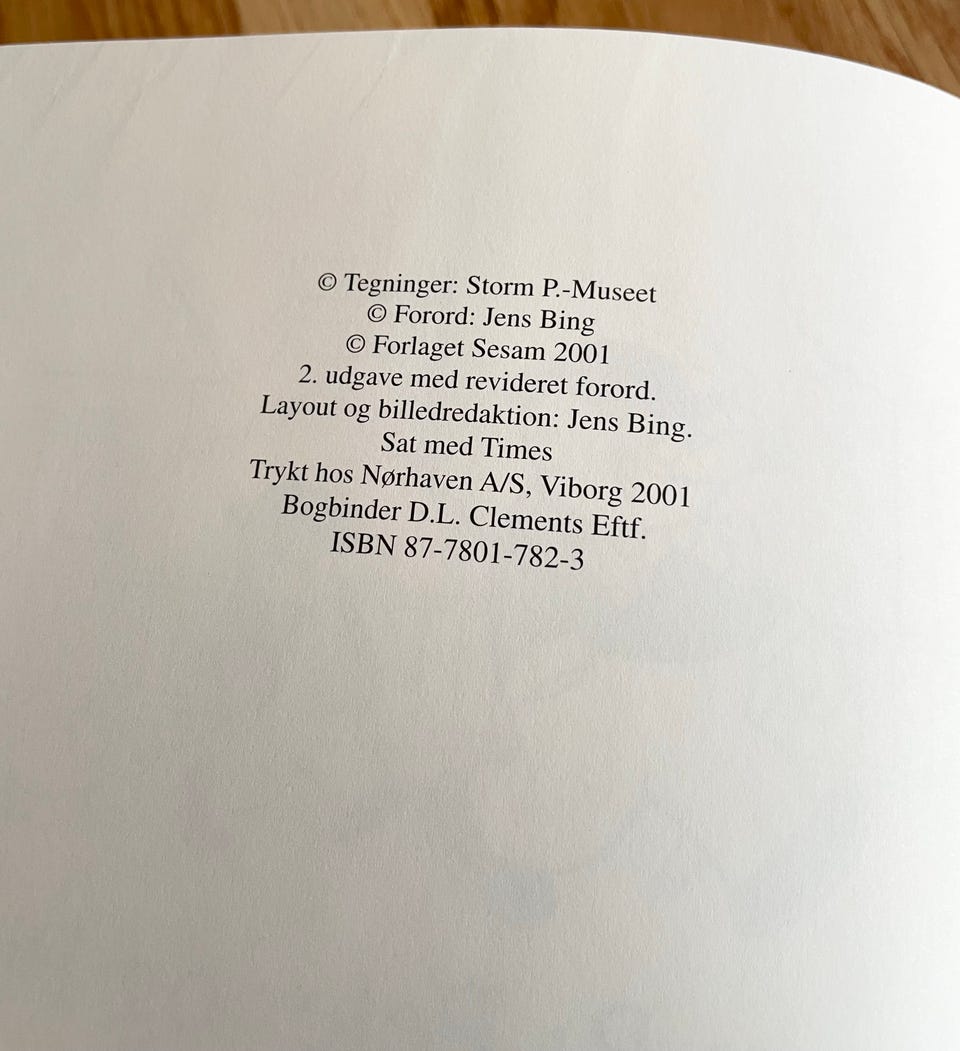 © Tegninger: Storm P.-Museet
© Forord: Jens Bing
© Forlaget Sesam 2001
2. udgave med revideret forord.
Layout og billedredaktion: Jens Bing.
Sat med Times
Trykt hos Nørhaven A/S, Viborg 2001
Bogbinder D.L. Clements Eftf.
ISBN 87-7801-782-3